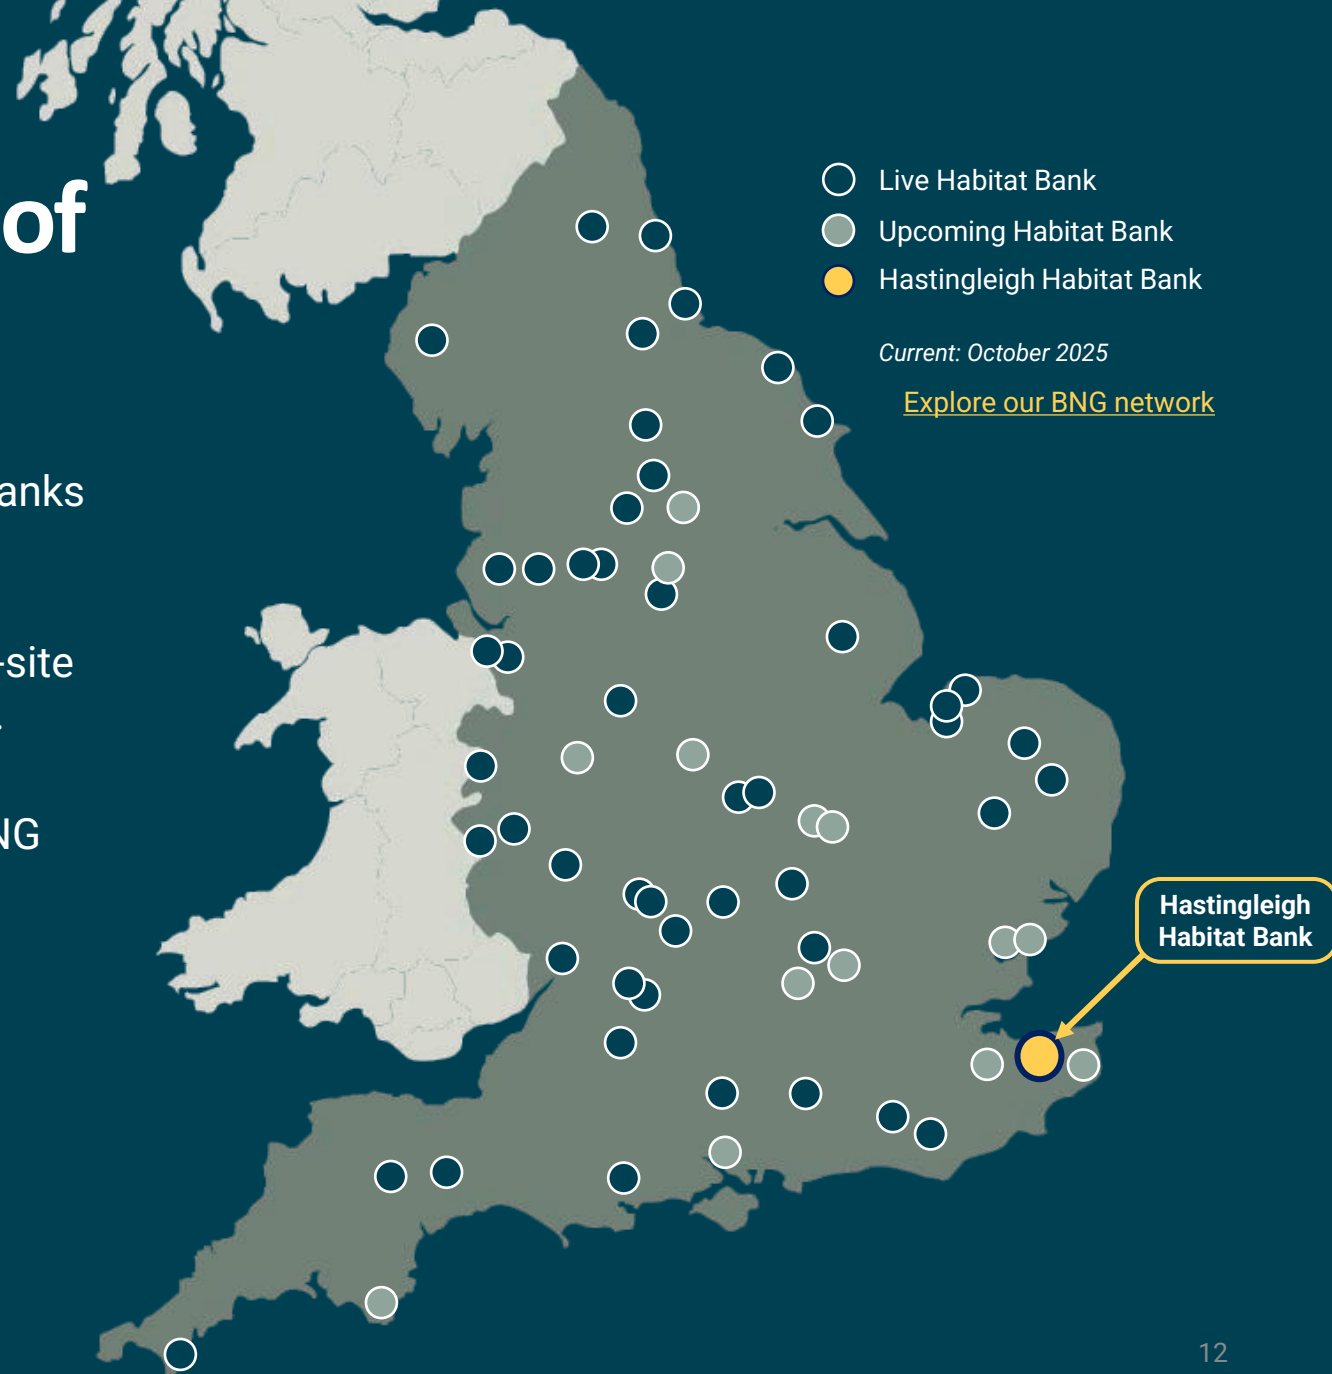 of
anks
-site
.
NG
Live Habitat Bank
Upcoming Habitat Bank
Hastingleigh Habitat Bank
Current: October 2025
Explore our BNG network
Hastingleigh
Habitat Bank
12